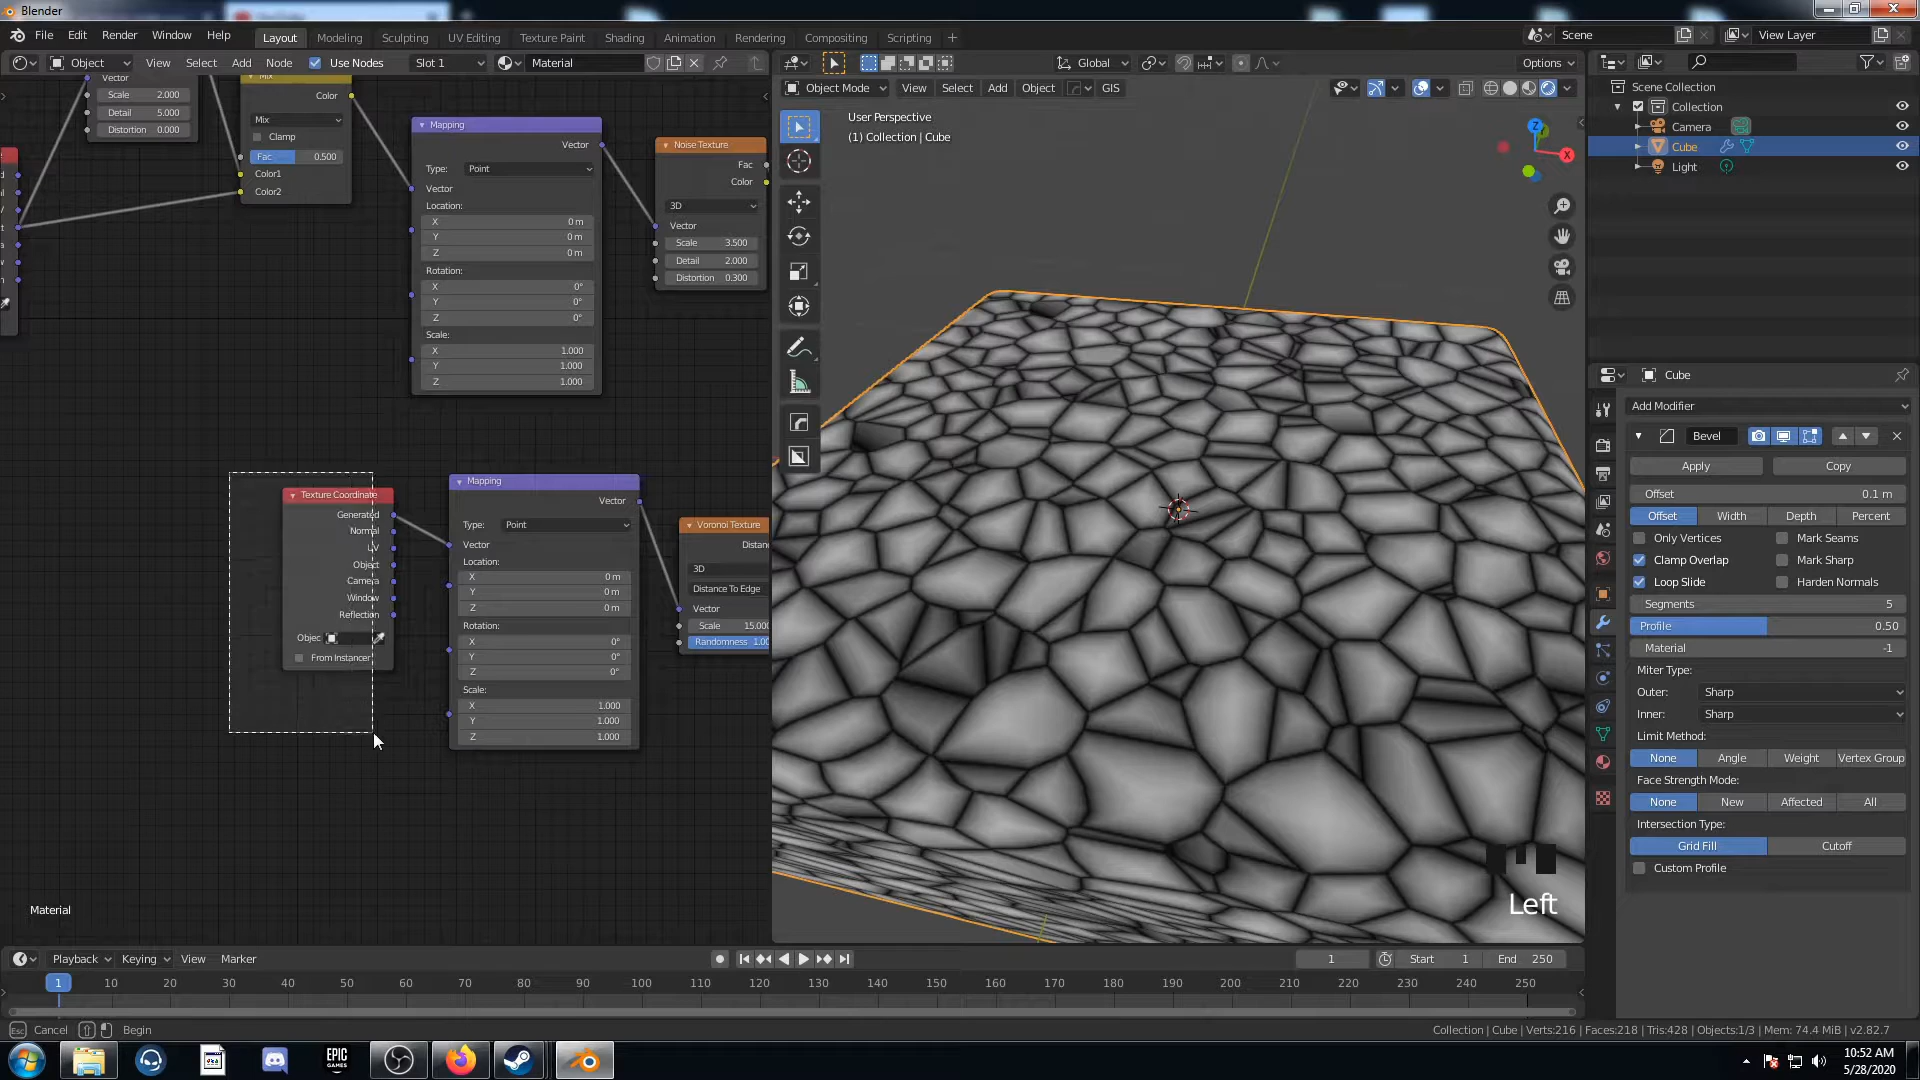 Blender
File Edit Render Window Help Layout Modeling Sculpting UV Editing Texture Paint Shading Animation Rendering Compositing Scripting Scene View Layer
Object View Select Add Node Use Nodes Slot 1 Material Global Options
Object Mode View Select Add Object GIS
User Perspective
(1) Collection | Cube
Vector
Scale 2.000
Detail 5.000
Distortion 0.000
Mix
Color
Mix
Clamp
Fac 0.500
Color1
Color2
Mapping
Vector
Type: Point
Vector
Location:
X 0 m
Y 0 m
Z 0 m
Rotation:
X 0°
Y 0°
Z 0°
Scale:
X 1.000
Y 1.000
Z 1.000
Noise Texture
Fac
Color
3D
Vector
Scale 3.500
Detail 2.000
Distortion 0.300
Texture Coordinate
Generated
Normal
UV
Object
Camera
Window
Reflection
Objec
From Instancer
Mapping
Vector
Type: Point
Vector
Location:
X 0 m
Y 0 m
Z 0 m
Rotation:
X 0°
Y 0°
Z 0°
Scale:
X 1.000
Y 1.000
Z 1.000
Voronoi Texture
Distanc
3D
Distance To Edge
Vector
Scale 15.000
Randomness 1.00
Material
Z
X
Left
Scene Collection
Collection
Camera
Cube
Light
Cube
Add Modifier
Bevel
Apply Copy
Offset 0.1 m
Offset Width Depth Percent
Only Vertices Mark Seams
Clamp Overlap Mark Sharp
Loop Slide Harden Normals
Segments 5
Profile 0.50
Material -1
Miter Type:
Outer: Sharp
Inner: Sharp
Limit Method:
None Angle Weight Vertex Group
Face Strength Mode:
None New Affected All
Intersection Type:
Grid Fill Cutoff
Custom Profile
Playback Keying View Marker 1 Start 1 End 250
1 10 20 30 40 50 60 70 80 90 100 110 120 130 140 150 160 170 180 190 200 210 220 230 240 250
Esc Cancel Begin Collection | Cube | Verts:216 | Faces:218 | Tris:428 | Objects:1/3 | Mem: 74.4 MiB | v2.82.7
EPIC GAMES
10:52 AM
5/28/2020